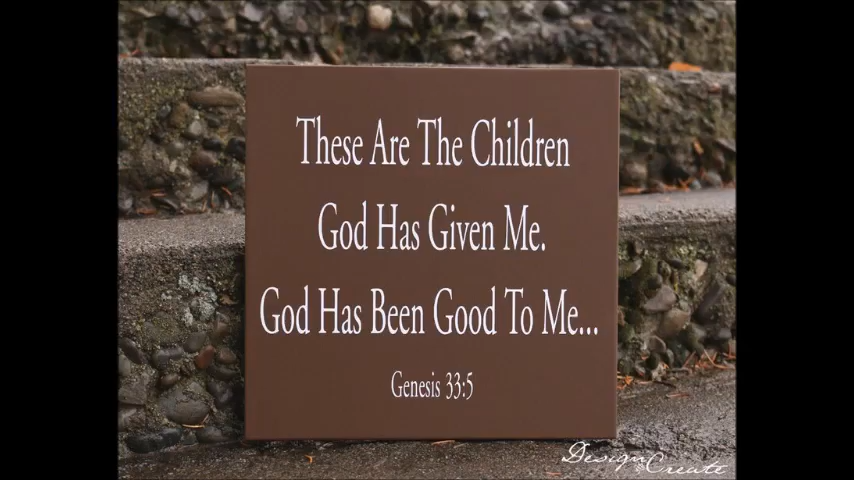 These Are The Children
God Has Given Me.
God Has Been Good To Me...
Genesis 33:5
Design Create